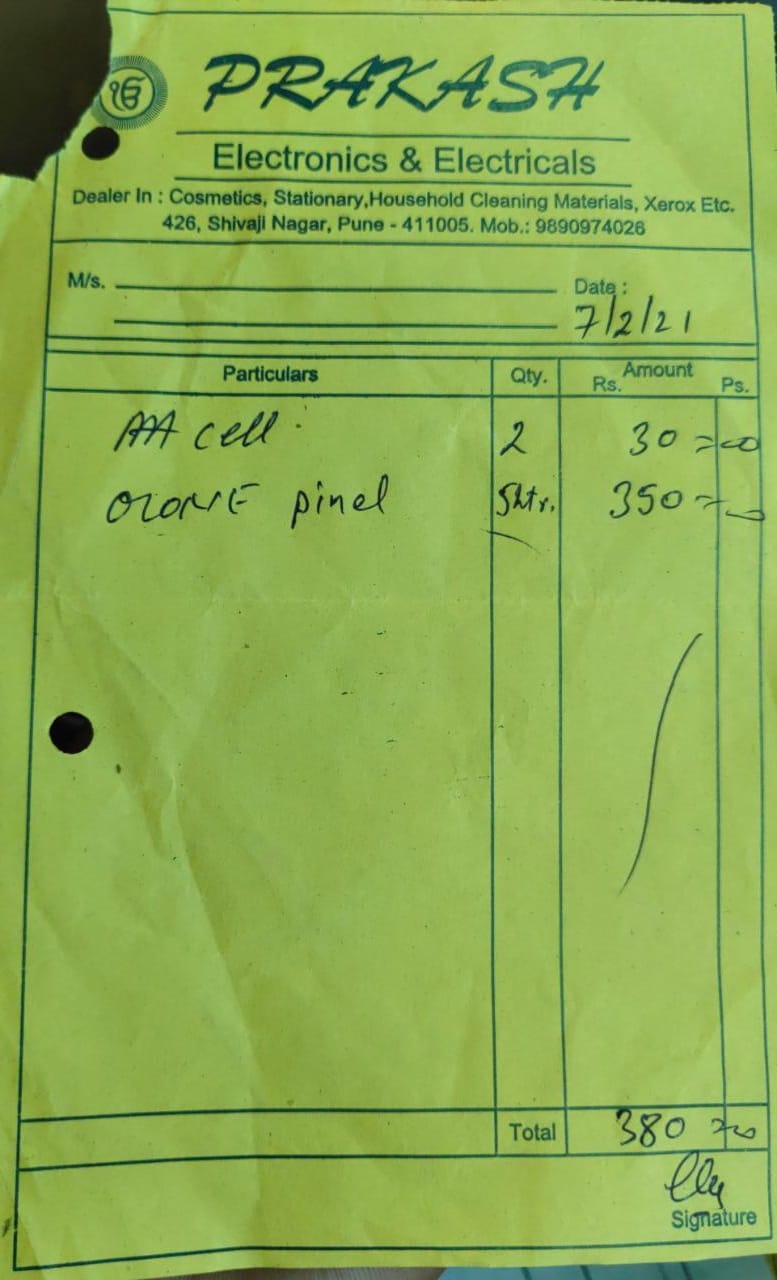 ੴ
PRAKASH
Electronics & Electricals
Dealer In : Cosmetics, Stationary,Household Cleaning Materials, Xerox Etc.
426, Shivaji Nagar, Pune - 411005. Mob.: 9890974026
M/s.
Date :
7/2/21
Particulars Qty. Amount
Rs. Ps.
AA cell 2 30=00
OZONE pinel 5ltr. 350=00
Total 380=00
Signature